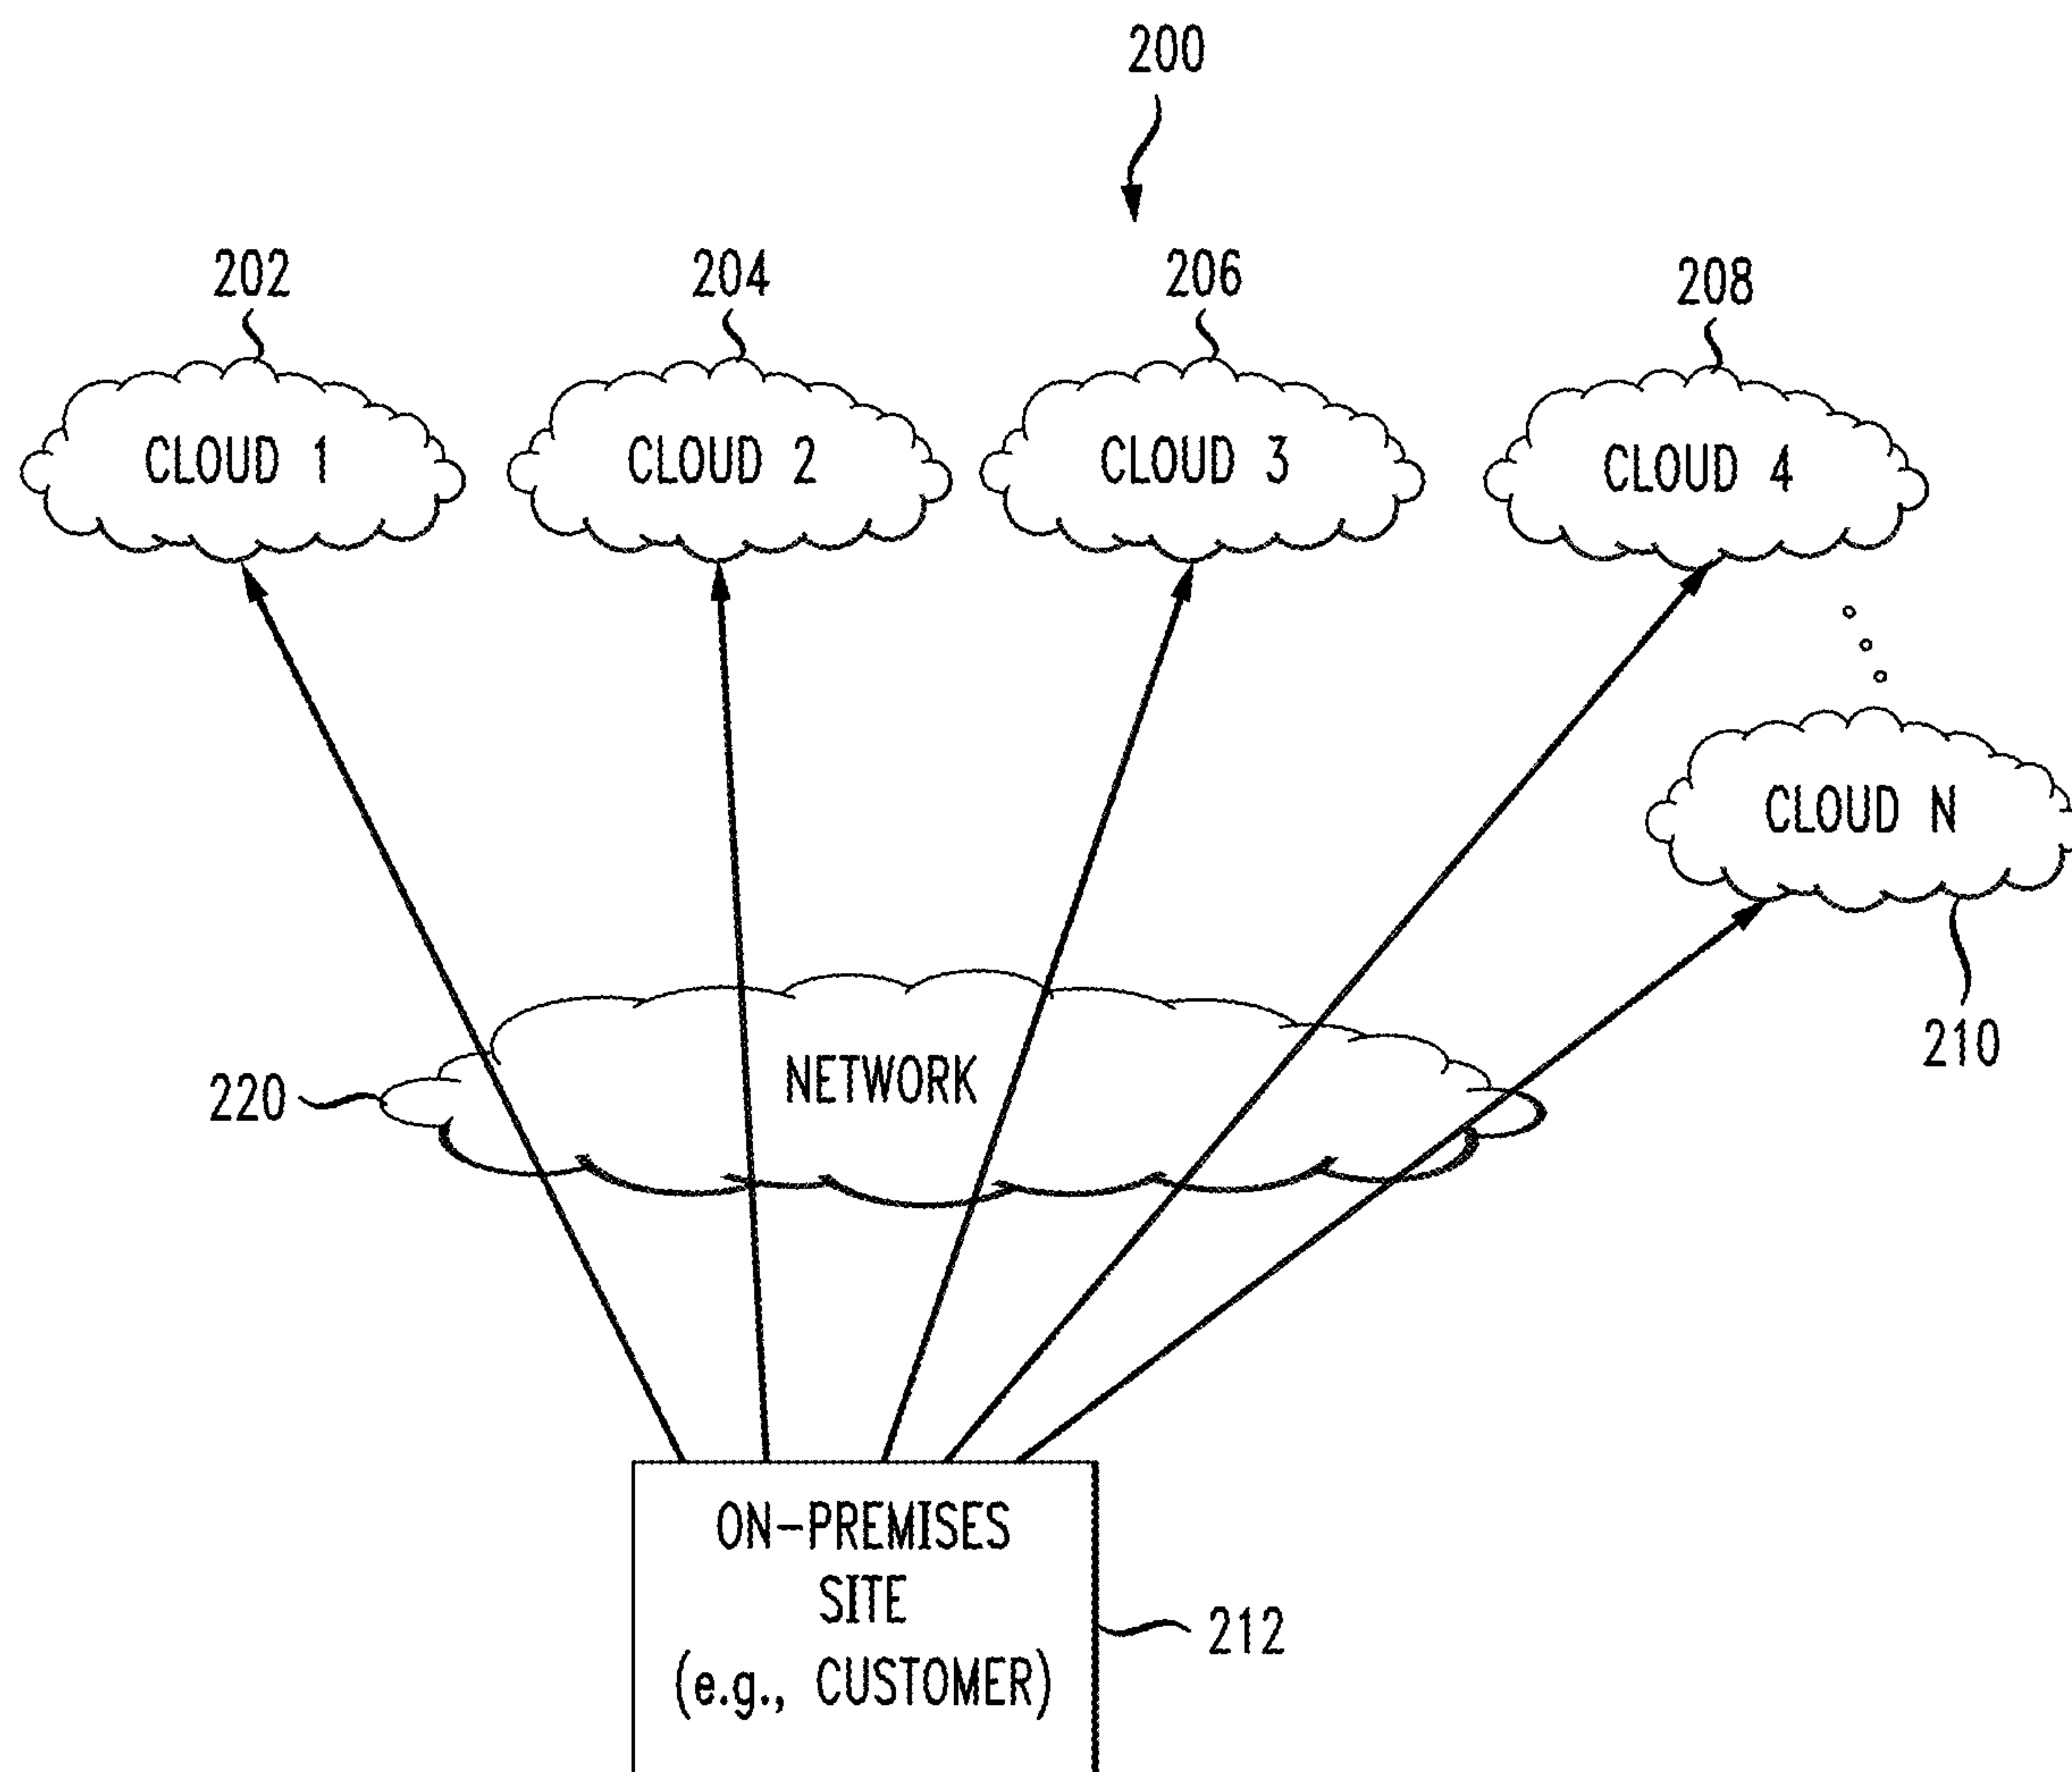 200
202
204
206
208
CLOUD 1
CLOUD 2
CLOUD 3
CLOUD 4
CLOUD N
210
220
NETWORK
ON-PREMISES
SITE
(e.g., CUSTOMER)
212